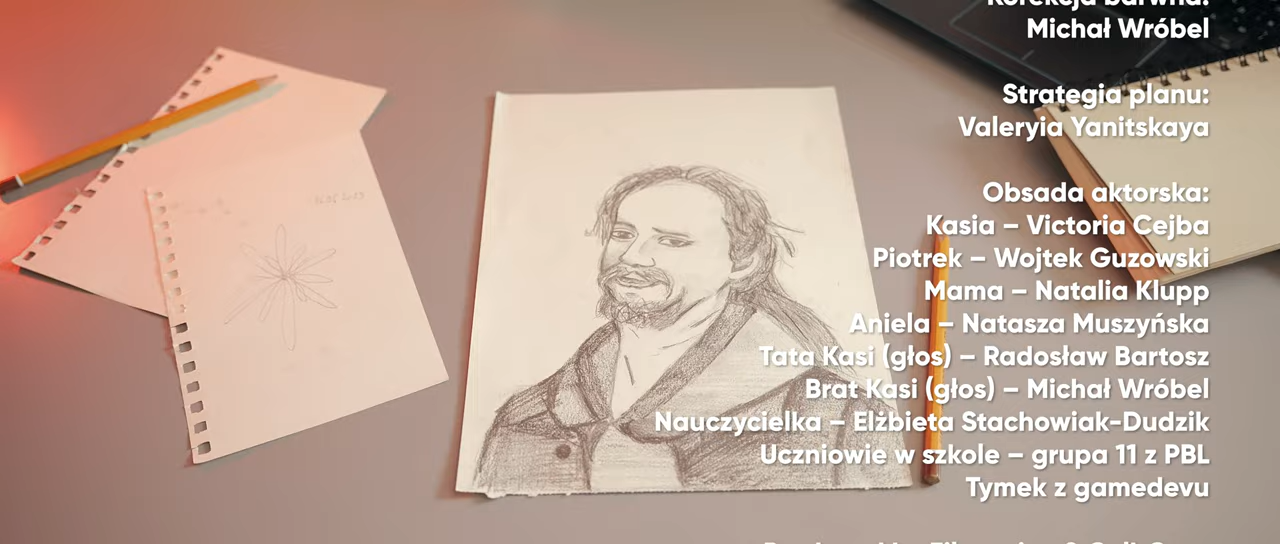 Korekcja barwna:
Michał Wróbel
Strategia planu:
Valeryia Yanitskaya
Obsada aktorska:
Kasia – Victoria Cejba
Piotrek – Wojtek Guzowski
Mama – Natalia Klupp
Aniela – Natasza Muszyńska
Tata Kasi (głos) – Radosław Bartosz
Brat Kasi (głos) – Michał Wróbel
Nauczycielka – Elżbieta Stachowiak-Dudzik
Uczniowie w szkole – grupa 11 z PBL
Tymek z gamedevu